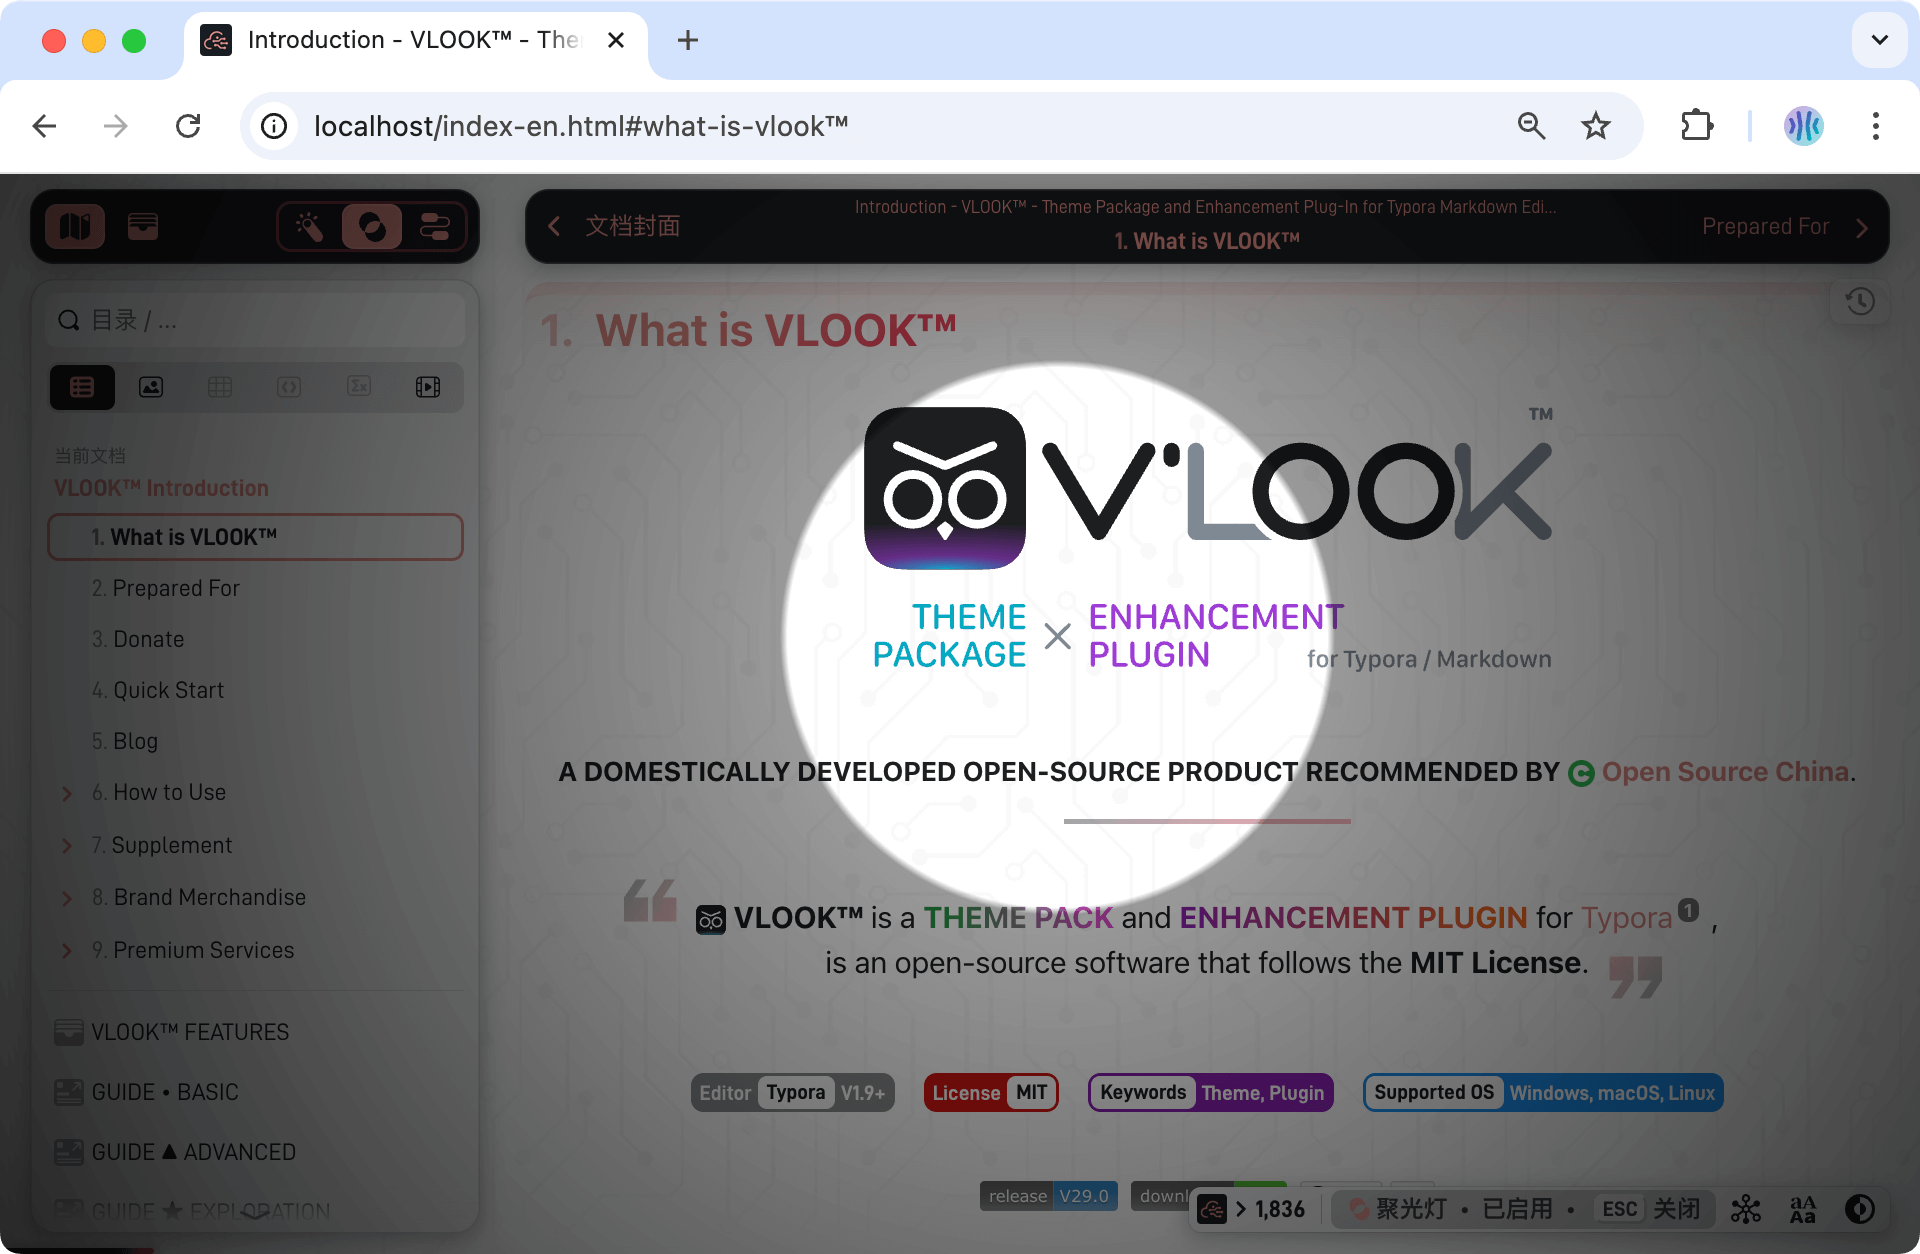 Introduction - VLOOK™ - The
localhost/index-en.html#what-is-vlook™
文档封面
Introduction - VLOOK™ - Theme Package and Enhancement Plug-In for Typora Markdown Edi...
1. What is VLOOK™
Prepared For
目录 / ...
当前文档
VLOOK™ Introduction
1. What is VLOOK™
2. Prepared For
3. Donate
4. Quick Start
5. Blog
6. How to Use
7. Supplement
8. Brand Merchandise
9. Premium Services
VLOOK™ FEATURES
GUIDE • BASIC
GUIDE ▲ ADVANCED
GUIDE ★ EXPLORATION
1. What is VLOOK™
V'LOOK™
THEME PACKAGE × ENHANCEMENT PLUGIN
for Typora / Markdown
A DOMESTICALLY DEVELOPED OPEN-SOURCE PRODUCT RECOMMENDED BY Open Source China.
❝ VLOOK™ is a THEME PACK and ENHANCEMENT PLUGIN for Typora 1 ,
is an open-source software that follows the MIT License. ❞
Editor Typora V1.9+ License MIT Keywords Theme, Plugin Supported OS Windows, macOS, Linux
release V29.0 downl
> 1,836 聚光灯 • 已启用 • ESC 关闭 aA Aa